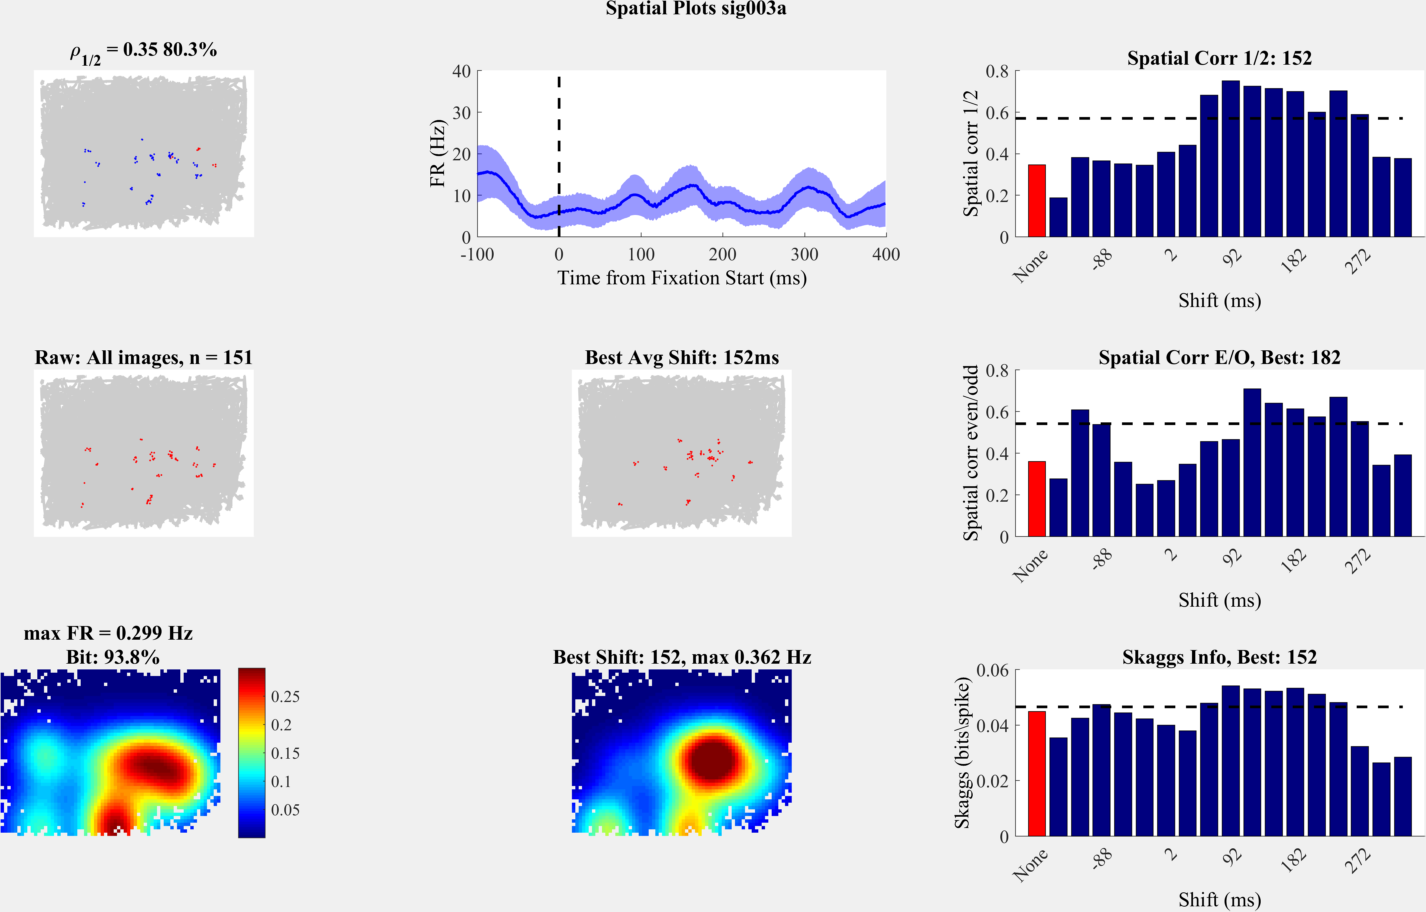 Spatial Plots sig003a
ρ1/2 = 0.35 80.3%
FR (Hz)
40
30
20
10
0
-100
0
100
200
300
400
Time from Fixation Start (ms)
Spatial Corr 1/2: 152
Spatial corr 1/2
0.8
0.6
0.4
0.2
0
None
-88
2
92
182
272
Shift (ms)
Raw: All images, n = 151
Best Avg Shift: 152ms
Spatial Corr E/O, Best: 182
Spatial corr even/odd
0.8
0.6
0.4
0.2
0
None
-88
2
92
182
272
Shift (ms)
max FR = 0.299 Hz
Bit: 93.8%
0.25
0.2
0.15
0.1
0.05
Best Shift: 152, max 0.362 Hz
Skaggs Info, Best: 152
Skaggs (bits\spike)
0.06
0.04
0.02
0
None
-88
2
92
182
272
Shift (ms)